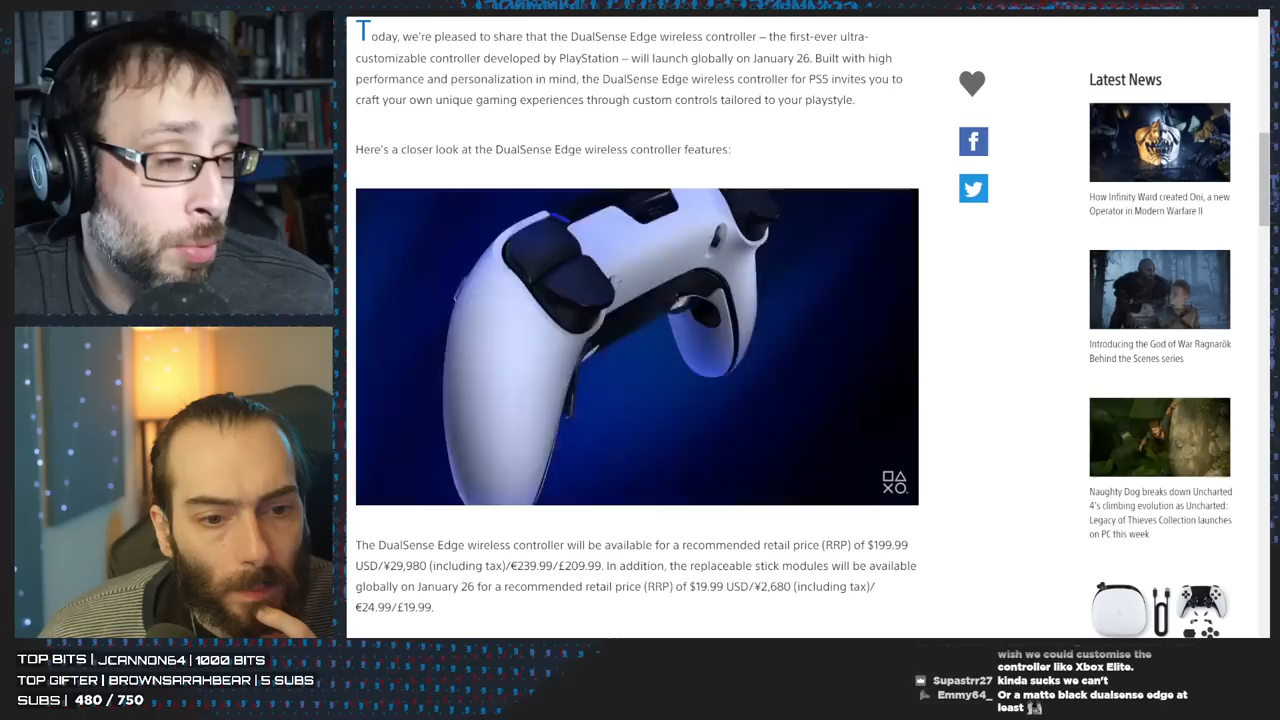 Today, we're pleased to share that the DualSense Edge wireless controller – the first-ever ultra-
customizable controller developed by PlayStation – will launch globally on January 26. Built with high
performance and personalization in mind, the DualSense Edge wireless controller for PS5 invites you to
craft your own unique gaming experiences through custom controls tailored to your playstyle.
Here's a closer look at the DualSense Edge wireless controller features:
The DualSense Edge wireless controller will be available for a recommended retail price (RRP) of $199.99
USD/¥29,980 (including tax)/€239.99/£209.99. In addition, the replaceable stick modules will be available
globally on January 26 for a recommended retail price (RRP) of $19.99 USD/¥2,680 (including tax)/
€24.99/£19.99.
Latest News
How Infinity Ward created Oni, a new
Operator in Modern Warfare II
Introducing the God of War Ragnarök
Behind the Scenes series
Naughty Dog breaks down Uncharted
4's climbing evolution as Uncharted:
Legacy of Thieves Collection launches
on PC this week
TOP BITS | JCANNON64 | 1000 BITS
TOP GIFTER | BROWNSARAHBEAR | 5 SUBS
SUBS | 480 / 750
wish we could customise the
controller like Xbox Elite.
Supastrr27 kinda sucks we can't
Emmy64_ Or a matte black dualsense edge at
least